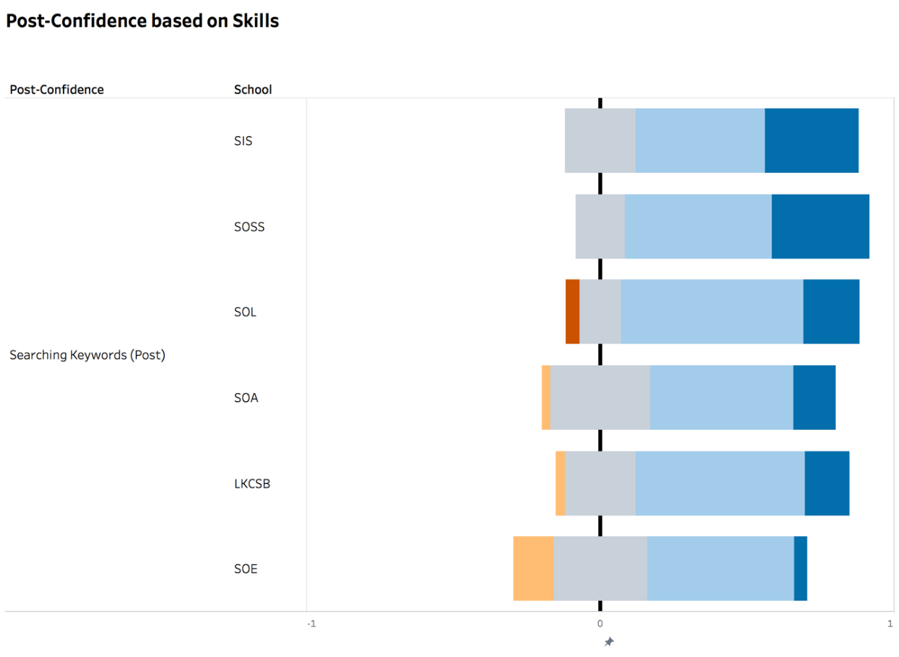 Post-Confidence based on Skills
Post-Confidence School
SIS
SOSS
SOL
Searching Keywords (Post)
SOA
LKCSB
SOE
-1 0 1